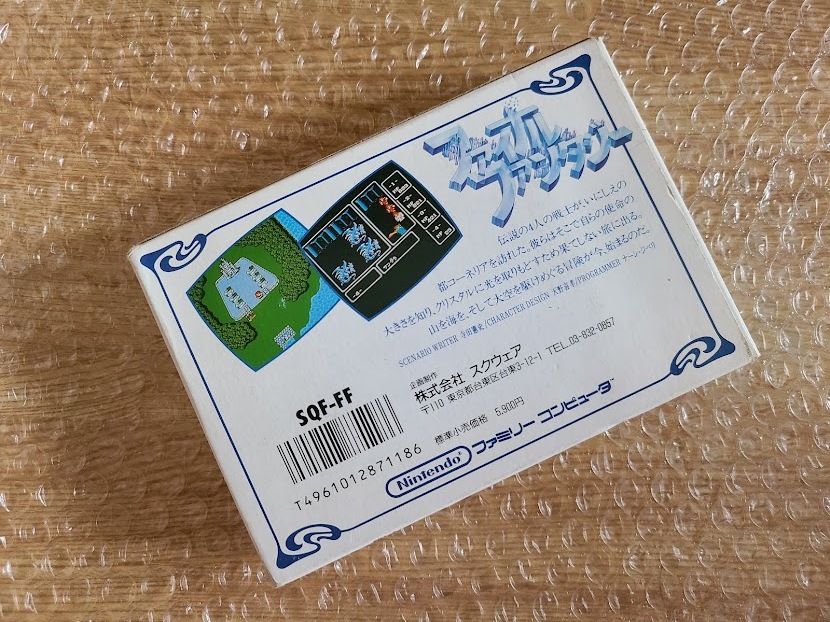 ファイナル
ファンタジー
伝説の4人の戦士がいにしえの
都コーネリアを訪れた。彼らはそこで自らの使命の
大きさを知り、クリスタルに光を取りもどすため果てしない旅に出る。
山を海を、そして大空を駆けめぐる冒険が今、始まるのだ。
SCENARIO WRITER 寺田憲史/CHARACTER DESIGN 天野喜孝/PROGRAMMER ナーシャ・ジベリ
SQF-FF
T4961012871186
企画制作
株式会社 スクウェア
〒110 東京都台東区台東3-12-1 TEL.03-832-0857
標準小売価格 5,900円
Nintendo ファミリー コンピュータ